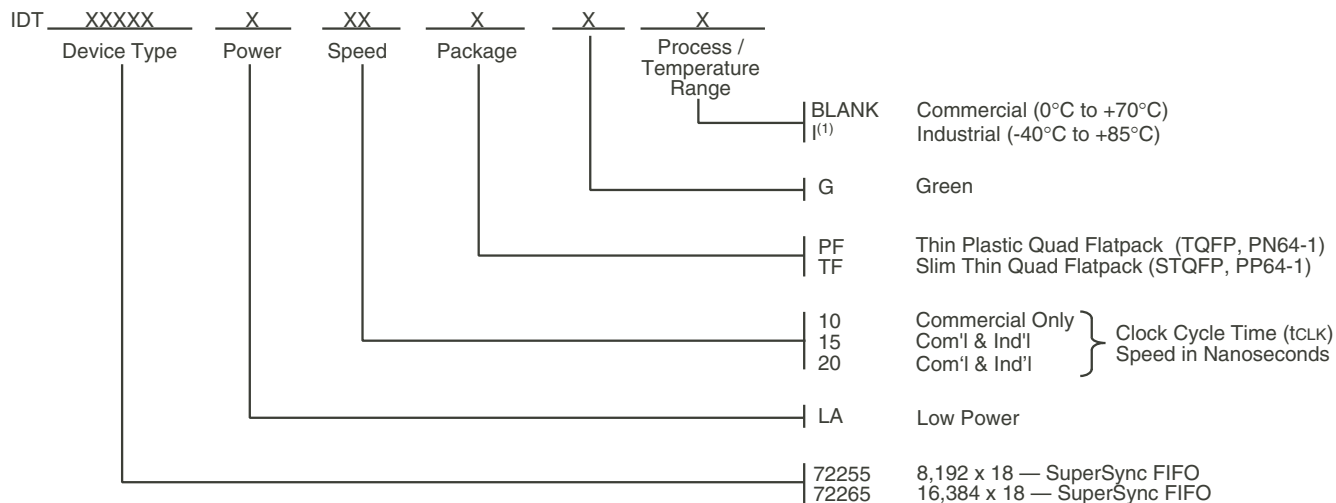 IDT XXXXX X XX X X X
Device Type Power Speed Package Process /
Temperature
Range
BLANK Commercial (0°C to +70°C)
I(1) Industrial (-40°C to +85°C)
G Green
PF Thin Plastic Quad Flatpack (TQFP, PN64-1)
TF Slim Thin Quad Flatpack (STQFP, PP64-1)
10 Commercial Only
15 Com'l & Ind'l
20 Com‘l & Ind’l
Clock Cycle Time (tCLK)
Speed in Nanoseconds
LA Low Power
72255 8,192 x 18 — SuperSync FIFO
72265 16,384 x 18 — SuperSync FIFO